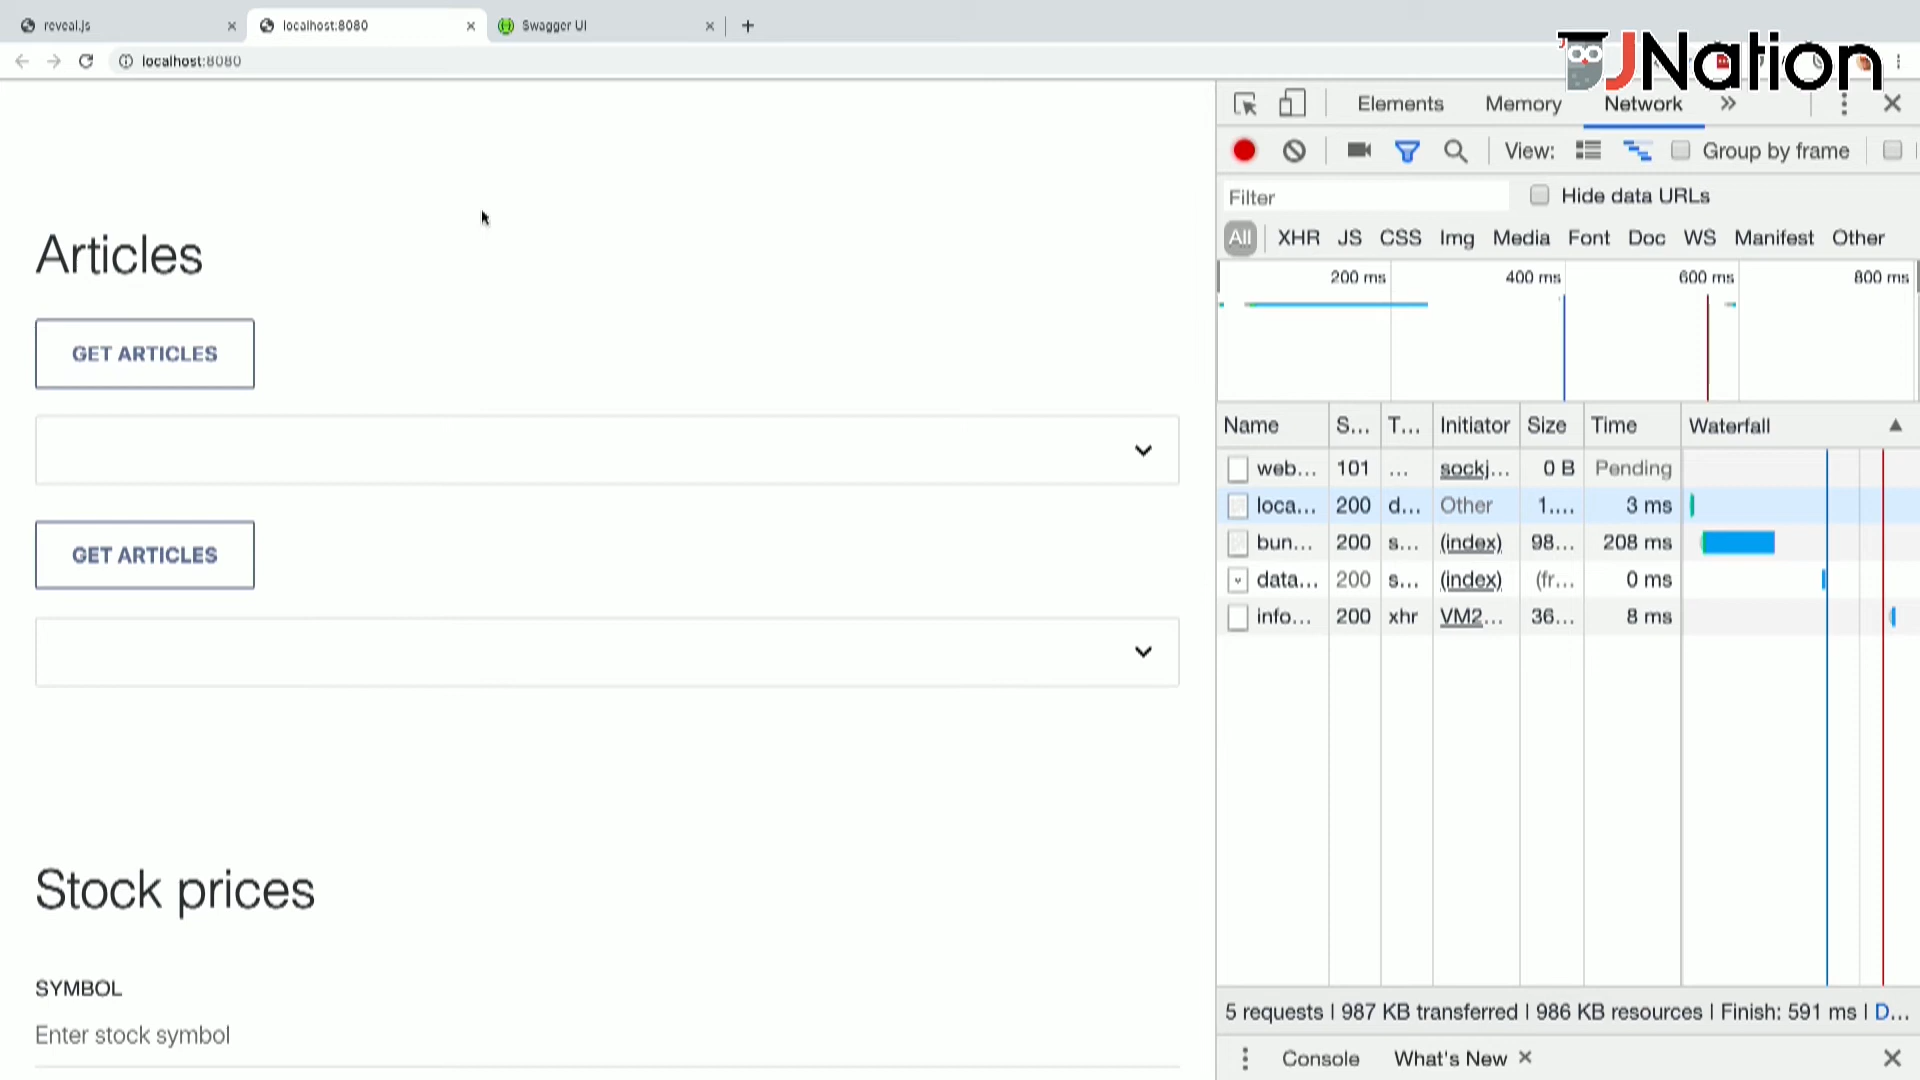 reveal.js
localhost:8080
Swagger UI
localhost:8080
JNation
Elements Memory Network
View: Group by frame
Filter Hide data URLs
All XHR JS CSS Img Media Font Doc WS Manifest Other
200 ms 400 ms 600 ms 800 ms
Name S... T... Initiator Size Time Waterfall
web... 101 ... sockj... 0 B Pending
loca... 200 d... Other 1.... 3 ms
bun... 200 s... (index) 98... 208 ms
data... 200 s... (index) (fr... 0 ms
info... 200 xhr VM2... 36... 8 ms
5 requests | 987 KB transferred | 986 KB resources | Finish: 591 ms | D...
Console What's New
Articles
GET ARTICLES
GET ARTICLES
Stock prices
SYMBOL
Enter stock symbol